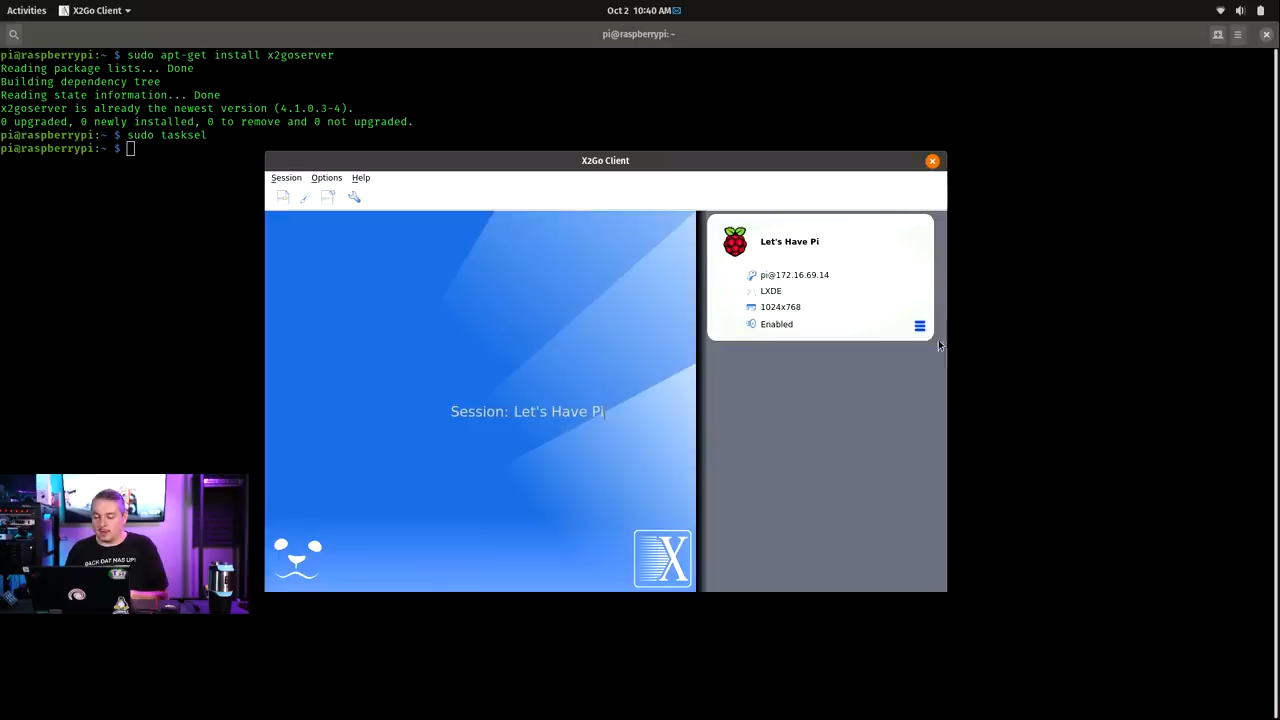 Activities
X2Go Client
Oct 2 10:40 AM
pi@raspberrypi: ~
pi@raspberrypi:~ $ sudo apt-get install x2goserver
Reading package lists... Done
Building dependency tree
Reading state information... Done
x2goserver is already the newest version (4.1.0.3-4).
0 upgraded, 0 newly installed, 0 to remove and 0 not upgraded.
pi@raspberrypi:~ $ sudo tasksel
pi@raspberrypi:~ $
X2Go Client
Session Options Help
Let's Have Pi
pi@172.16.69.14
LXDE
1024x768
Enabled
Session: Let's Have Pi
X
BACK DAT MAS UP!